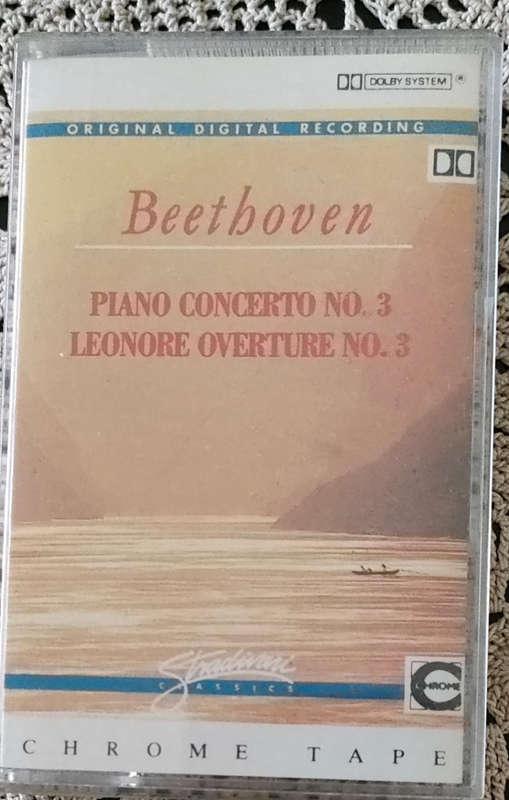 DOLBY SYSTEM ®
ORIGINAL DIGITAL RECORDING
Beethoven
PIANO CONCERTO NO. 3
LEONORE OVERTURE NO. 3
Stradivari
CLASSICS
CHROME
CHROME TAPE